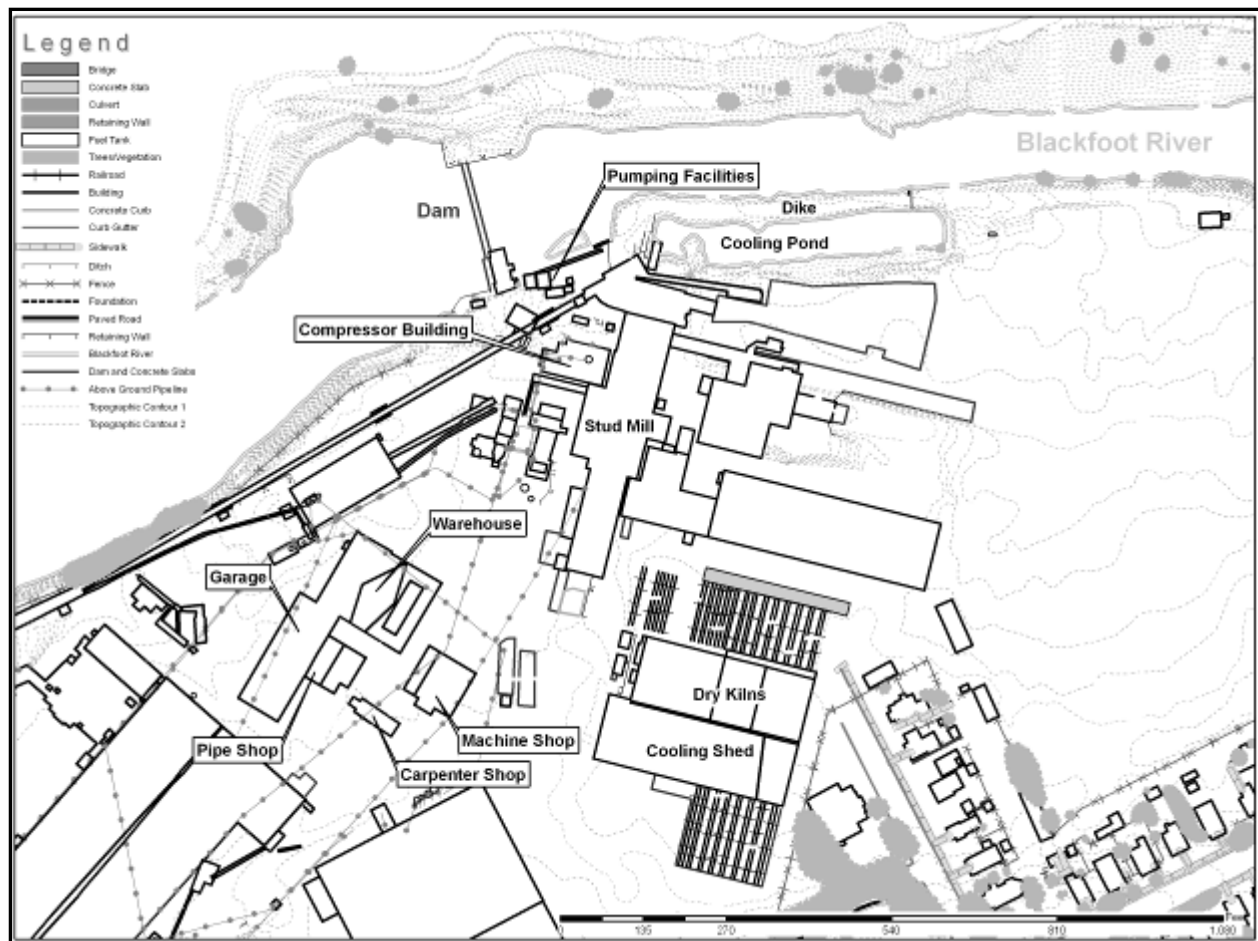 Legend
Bridge
Concrete Slab
Culvert
Retaining Wall
Fuel Tank
Trees/Vegetation
Railroad
Building
Concrete Curb
Curb Gutter
Sidewalk
Ditch
Fence
Foundation
Paved Road
Retaining Wall
Blackfoot River
Dam and Concrete Slabs
Above Ground Pipeline
Topographic Contour 1
Topographic Contour 2
Blackfoot River
Pumping Facilities
Dam
Dike
Cooling Pond
Compressor Building
Stud Mill
Warehouse
Garage
Dry Kilns
Machine Shop
Pipe Shop
Cooling Shed
Carpenter Shop
Feet
0 135 270 540 810 1,080